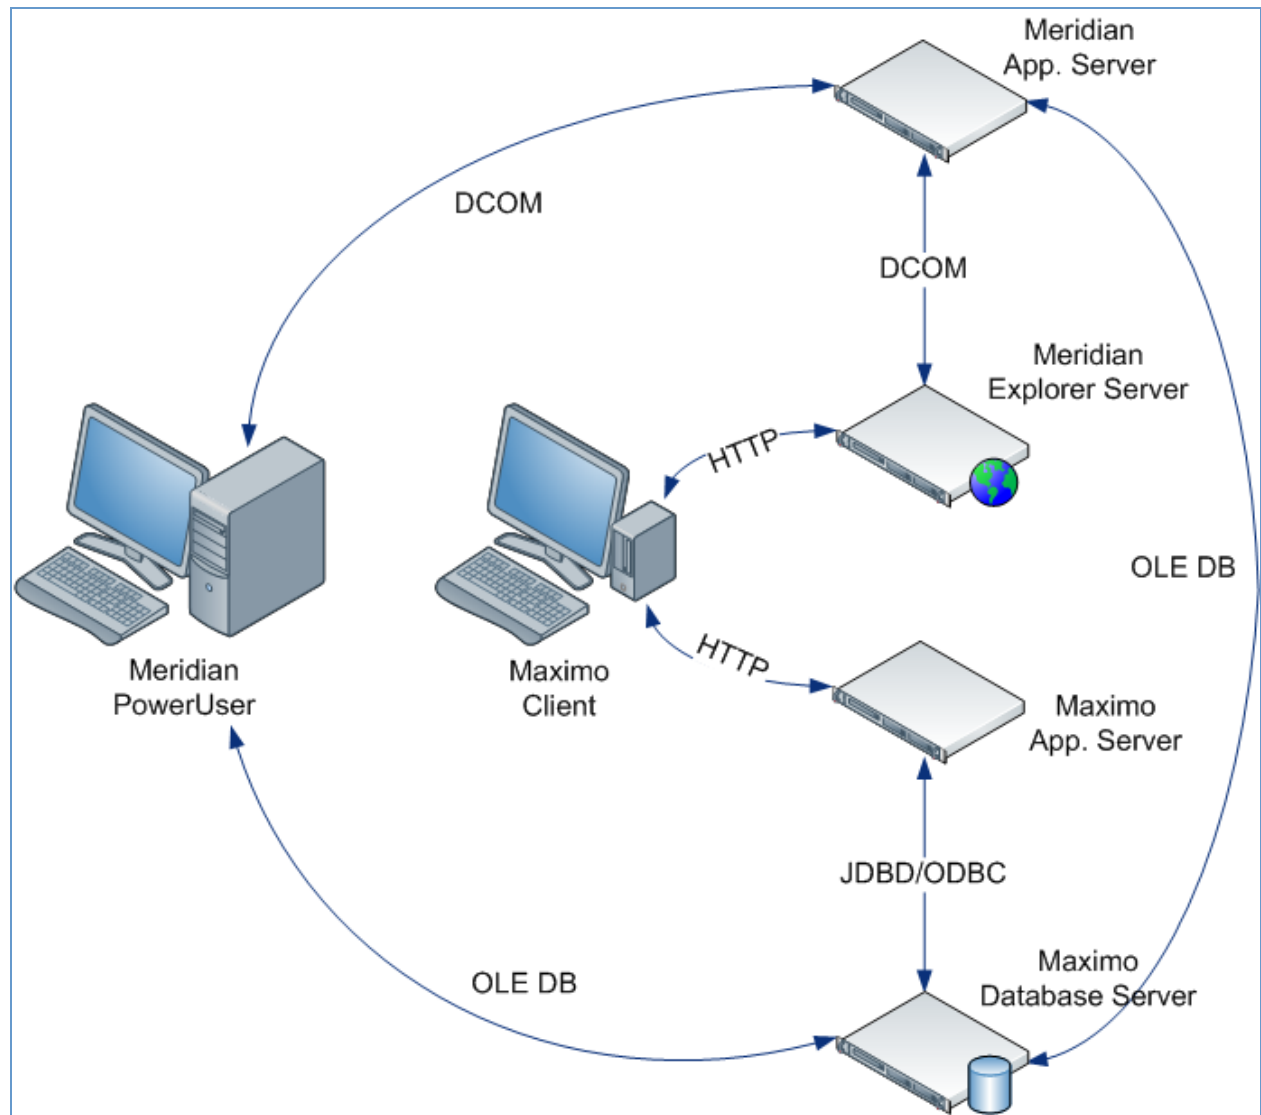 Meridian
App. Server
DCOM
DCOM
Meridian
Explorer Server
HTTP
OLE DB
HTTP
Meridian
PowerUser
Maximo
Client
Maximo
App. Server
JDBD/ODBC
OLE DB
Maximo
Database Server